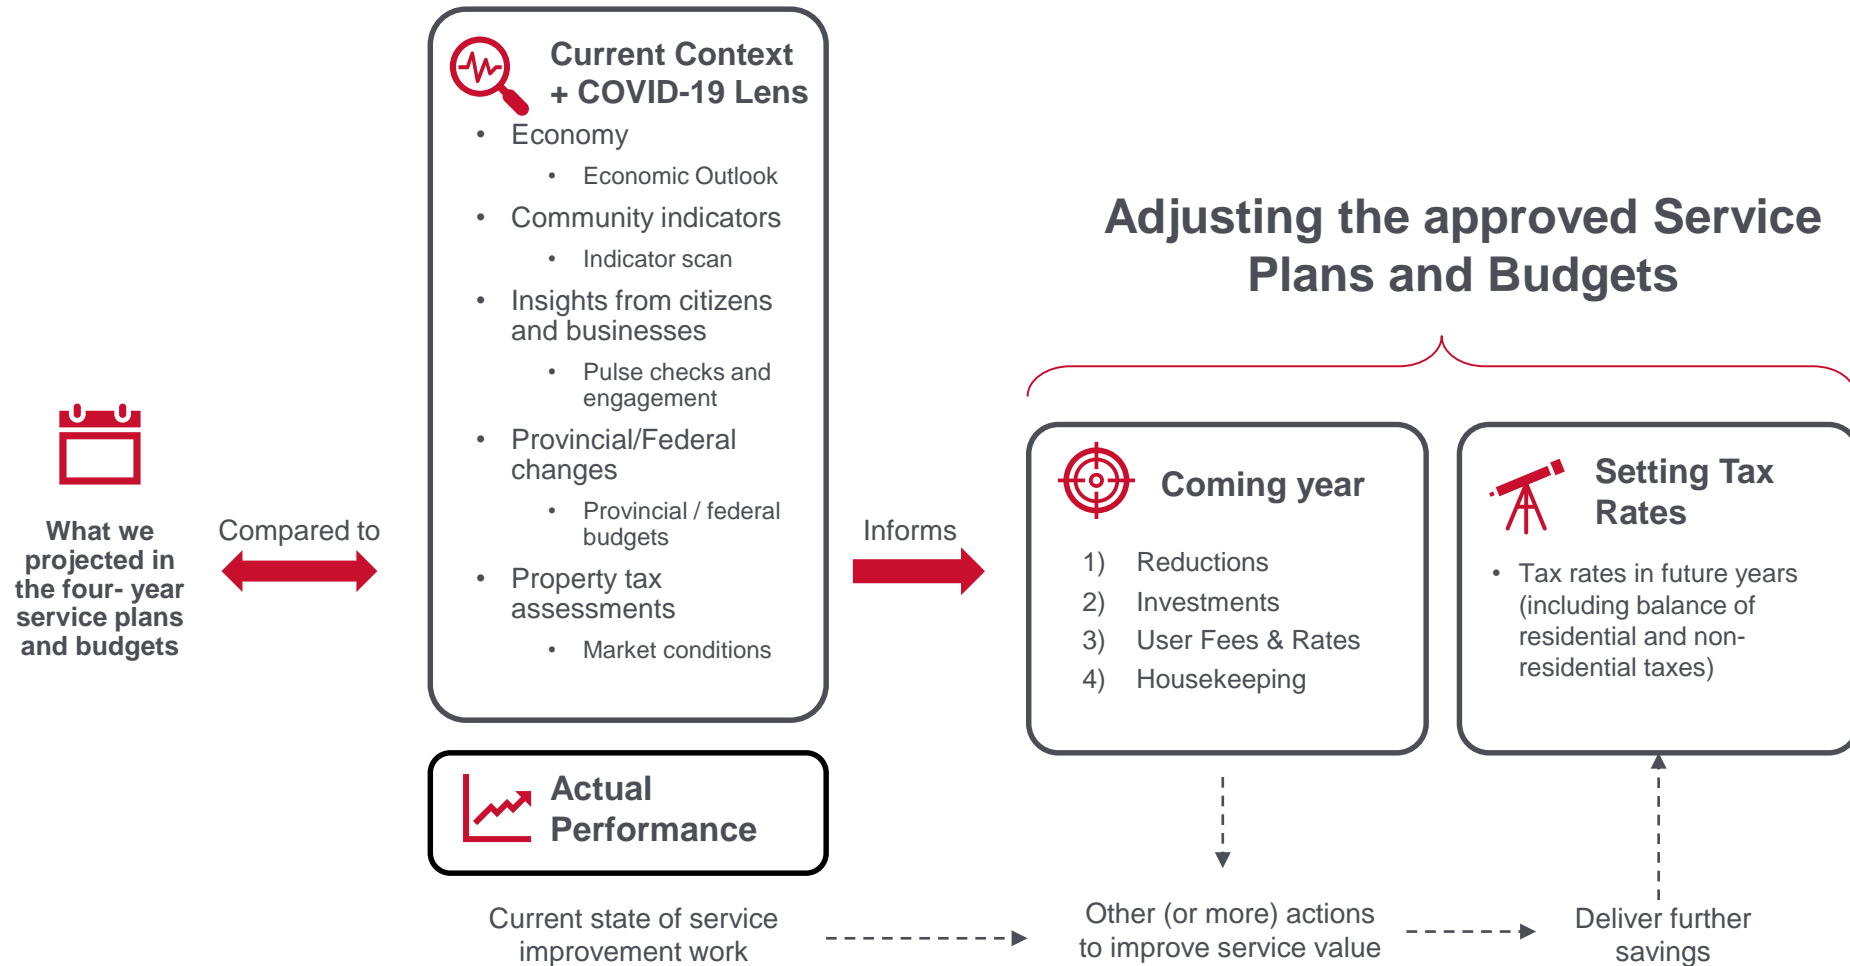 What we
projected in
the four- year
service plans
and budgets
Compared to
Current Context
+ COVID-19 Lens
• Economy
• Economic Outlook
• Community indicators
• Indicator scan
• Insights from citizens
and businesses
• Pulse checks and
engagement
• Provincial/Federal
changes
• Provincial / federal
budgets
• Property tax
assessments
• Market conditions
Actual
Performance
Current state of service
improvement work
Informs
Adjusting the approved Service
Plans and Budgets
Coming year
1) Reductions
2) Investments
3) User Fees & Rates
4) Housekeeping
Setting Tax
Rates
• Tax rates in future years
(including balance of
residential and non-
residential taxes)
Other (or more) actions
to improve service value
Deliver further
savings